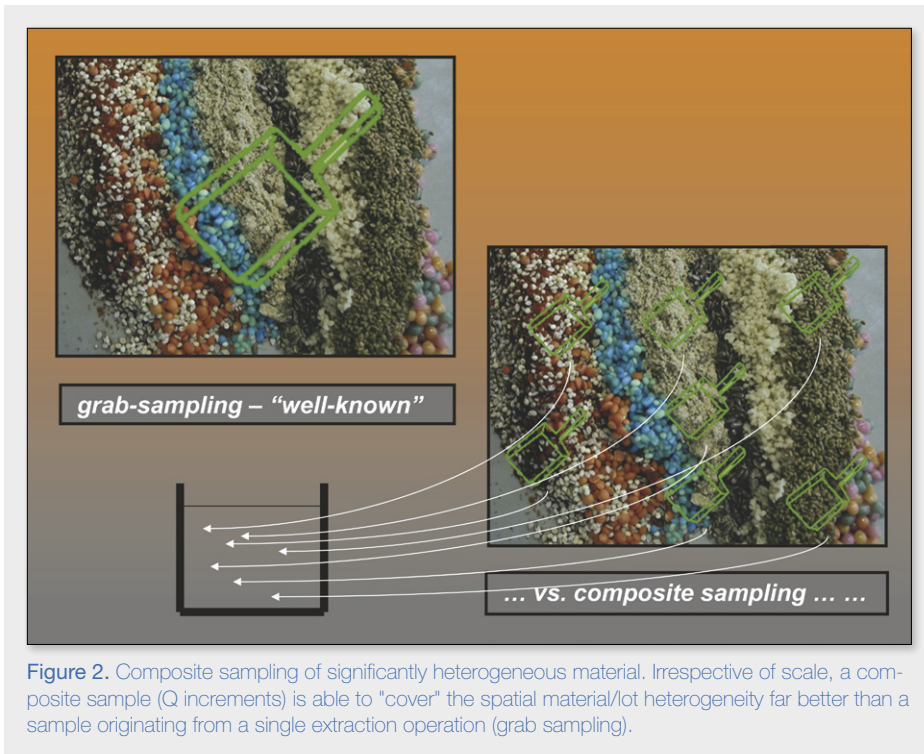 grab-sampling – “well-known”
… vs. composite sampling … …
Figure 2. Composite sampling of significantly heterogeneous material. Irrespective of scale, a com-
posite sample (Q increments) is able to "cover" the spatial material/lot heterogeneity far better than a
sample originating from a single extraction operation (grab sampling).